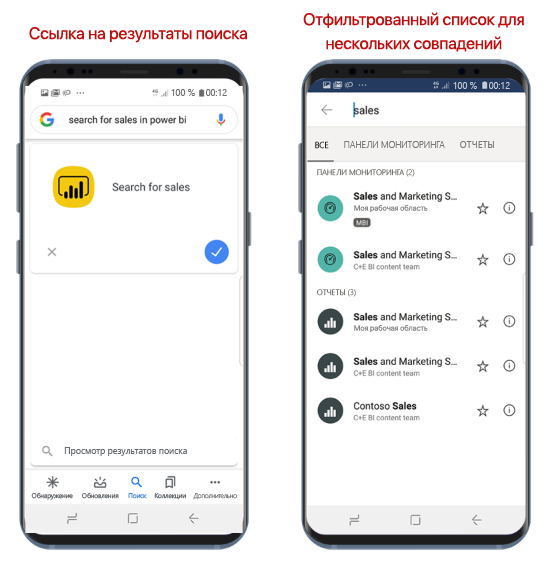 Ссылка на результаты поиска
100 % 00:12
search for sales in power bi
Search for sales
Просмотр результатов поиска
Обнаружение Обновления Поиск Коллекции Дополнительно
Отфильтрованный список для
нескольких совпадений
100 % 00:12
sales
ВСЕ ПАНЕЛИ МОНИТОРИНГА ОТЧЕТЫ
ПАНЕЛИ МОНИТОРИНГА (2)
Sales and Marketing S...
Моя рабочая область
MBI
Sales and Marketing S...
C+E BI content team
ОТЧЕТЫ (3)
Sales and Marketing S...
Моя рабочая область
Sales and Marketing S...
C+E BI content team
Contoso Sales
C+E BI content team